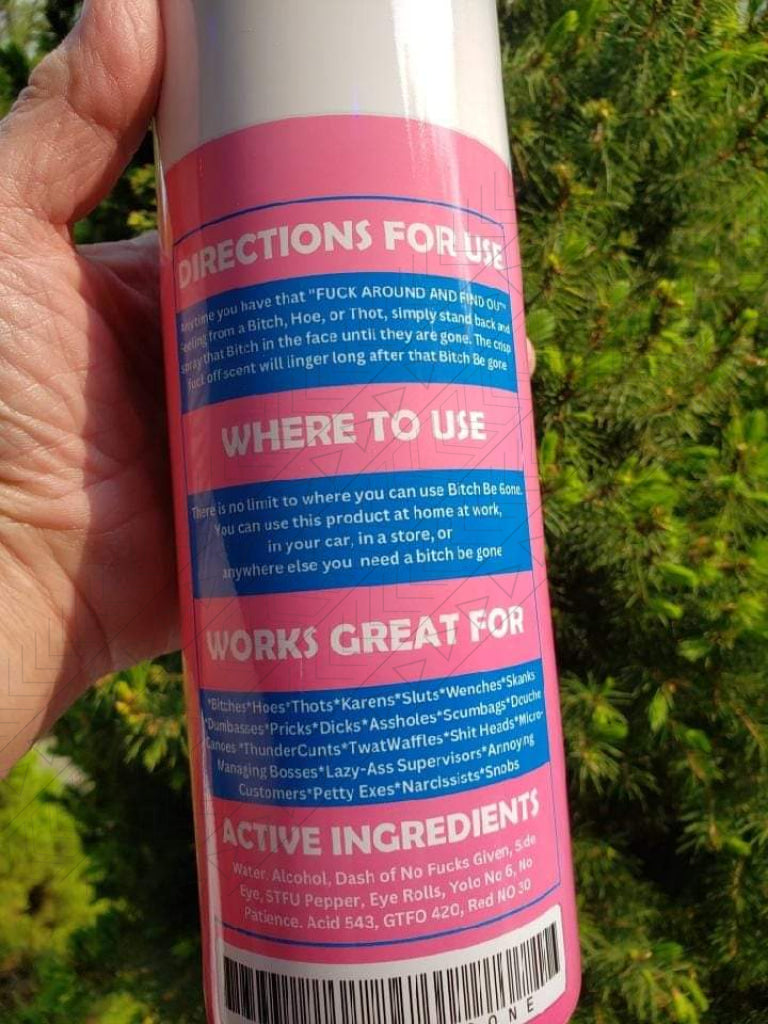 DIRECTIONS FOR USE
Anytime you have that "FUCK AROUND AND FIND OUT"
feeling from a Bitch, Hoe, or Thot, simply stand back and
spray that Bitch in the face until they are gone. The crisp
fuck off scent will linger long after that Bitch Be gone
WHERE TO USE
There is no limit to where you can use Bitch Be Gone.
You can use this product at home at work,
in your car, in a store, or
anywhere else you need a bitch be gone
WORKS GREAT FOR
*Bitches*Hoes*Thots*Karens*Sluts*Wenches*Skanks
*Dumbasses*Pricks*Dicks*Assholes*Scumbags*Douche
Canoes *ThunderCunts*TwatWaffles*Shit Heads*Micro-
Managing Bosses*Lazy-Ass Supervisors*Annoying
Customers*Petty Exes*Narcissists*Snobs
ACTIVE INGREDIENTS
Water. Alcohol, Dash of No Fucks Given, Side
Eye, STFU Pepper, Eye Rolls, Yolo No 6, No
Patience. Acid 543, GTFO 420, Red NO 30
ONE